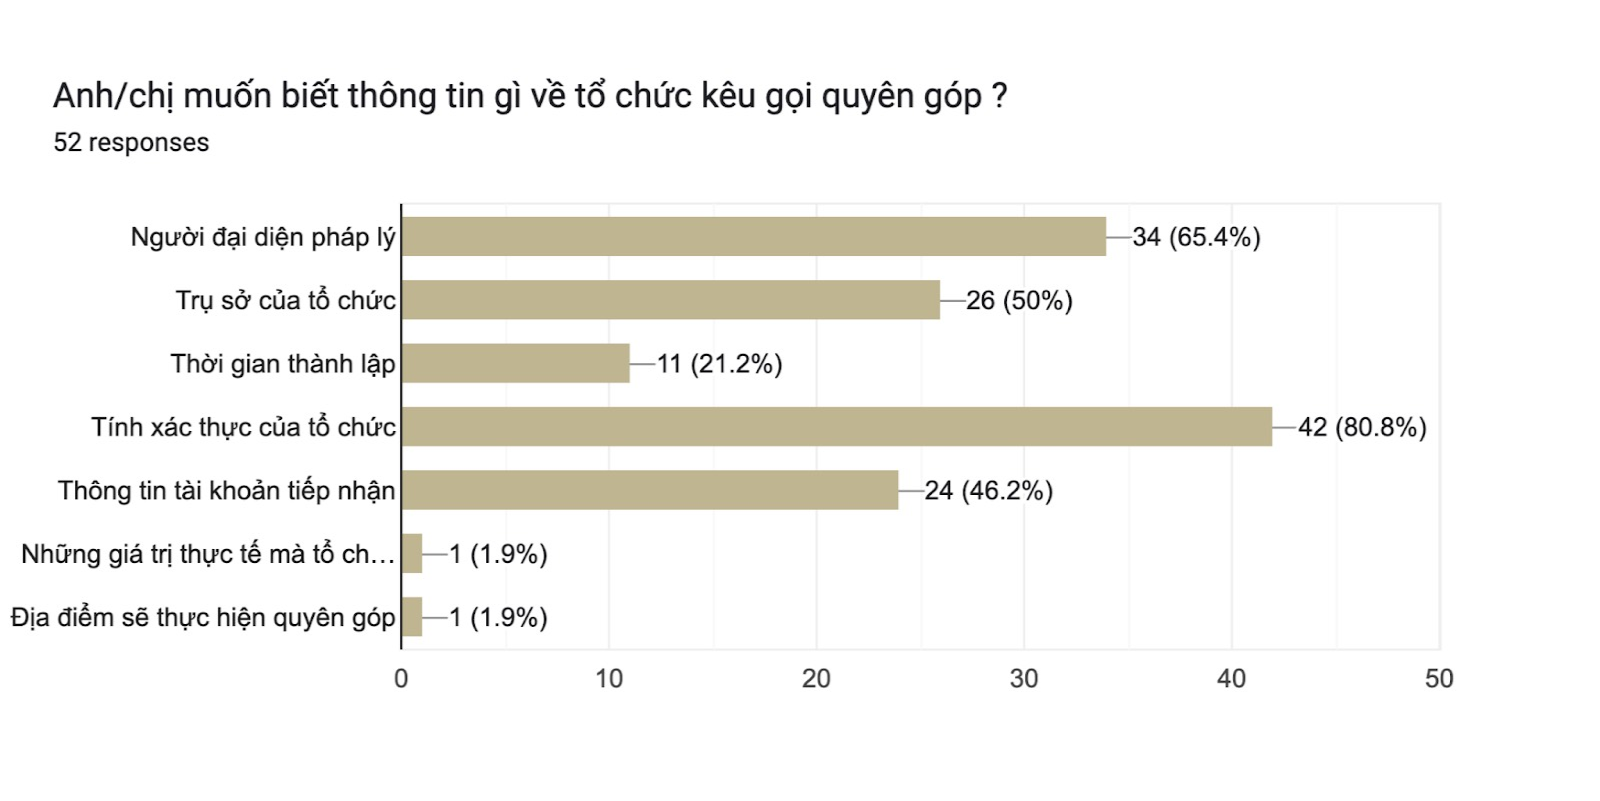 Anh/chị muốn biết thông tin gì về tổ chức kêu gọi quyên góp ?
52 responses
Người đại diện pháp lý 34 (65.4%)
Trụ sở của tổ chức 26 (50%)
Thời gian thành lập 11 (21.2%)
Tính xác thực của tổ chức 42 (80.8%)
Thông tin tài khoản tiếp nhận 24 (46.2%)
Những giá trị thực tế mà tổ ch... 1 (1.9%)
Địa điểm sẽ thực hiện quyên góp 1 (1.9%)
0 10 20 30 40 50